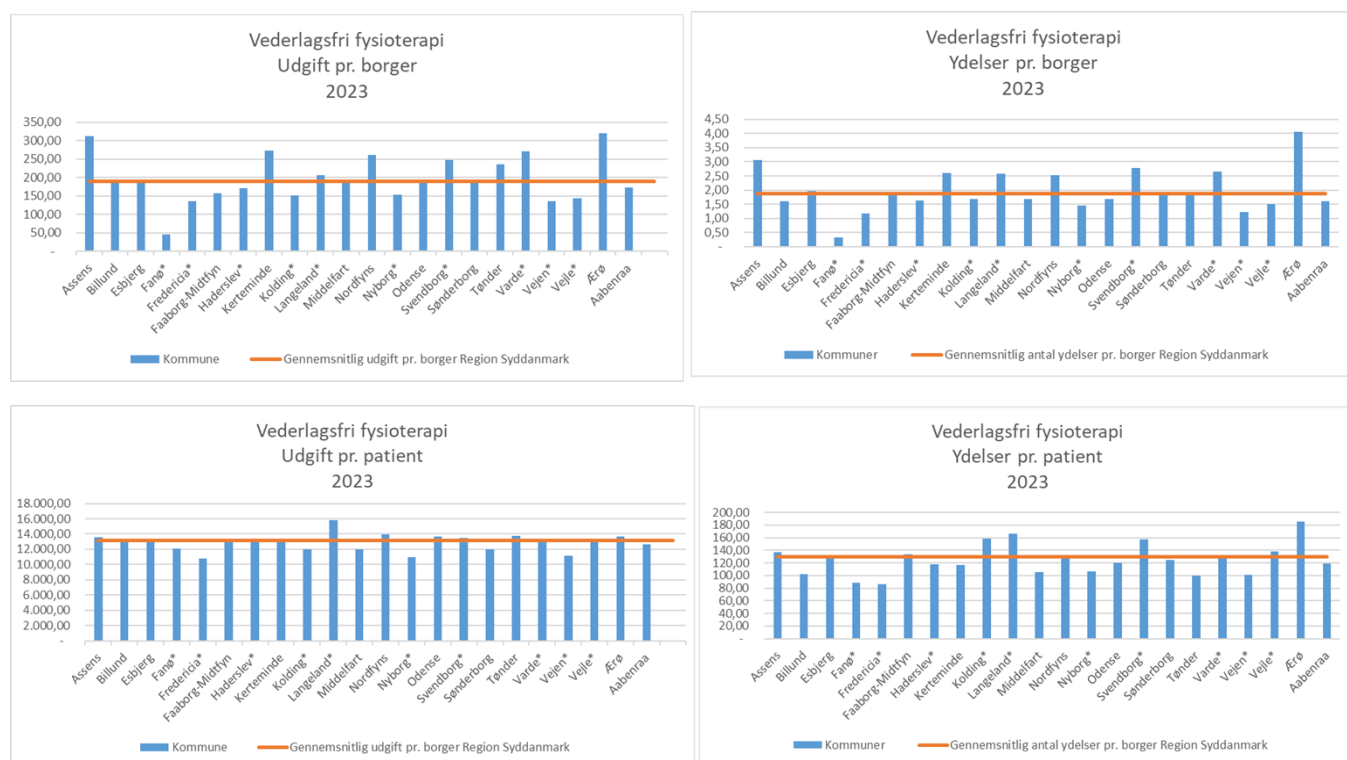 Vederlagsfri fysioterapi
Udgift pr. borger
2023
350,00
300,00
250,00
200,00
150,00
100,00
50,00
-
Assens
Billund
Esbjerg
Fanø*
Fredericia*
Faaborg-Midtfyn
Haderslev*
Kerteminde
Kolding*
Langeland*
Middelfart
Nordfyns
Nyborg*
Odense
Svendborg*
Sønderborg
Tønder
Varde*
Vejen*
Vejle*
Ærø
Aabenraa
Kommune
Gennemsnitlig udgift pr. borger Region Syddanmark
Vederlagsfri fysioterapi
Ydelser pr. borger
2023
4,50
4,00
3,50
3,00
2,50
2,00
1,50
1,00
0,50
-
Assens
Billund
Esbjerg
Fanø*
Fredericia*
Faaborg-Midtfyn
Haderslev*
Kerteminde
Kolding*
Langeland*
Middelfart
Nordfyns
Nyborg*
Odense
Svendborg*
Sønderborg
Tønder
Varde*
Vejen*
Vejle*
Ærø
Aabenraa
Kommuner
Gennemsnitlig antal ydelser pr. borger Region Syddanmark
Vederlagsfri fysioterapi
Udgift pr. patient
2023
18.000,00
16.000,00
14.000,00
12.000,00
10.000,00
8.000,00
6.000,00
4.000,00
2.000,00
-
Assens
Billund
Esbjerg
Fanø*
Fredericia*
Faaborg-Midtfyn
Haderslev*
Kerteminde
Kolding*
Langeland*
Middelfart
Nordfyns
Nyborg*
Odense
Svendborg*
Sønderborg
Tønder
Varde*
Vejen*
Vejle*
Ærø
Aabenraa
Kommune
Gennemsnitlig udgift pr. borger Region Syddanmark
Vederlagsfri fysioterapi
Ydelser pr. patient
2023
200,00
180,00
160,00
140,00
120,00
100,00
80,00
60,00
40,00
20,00
-
Assens
Billund
Esbjerg
Fanø*
Fredericia*
Faaborg-Midtfyn
Haderslev*
Kerteminde
Kolding*
Langeland*
Middelfart
Nordfyns
Nyborg*
Odense
Svendborg*
Sønderborg
Tønder
Varde*
Vejen*
Vejle*
Ærø
Aabenraa
Kommuner
Gennemsnitlig antal ydelser pr. borger Region Syddanmark